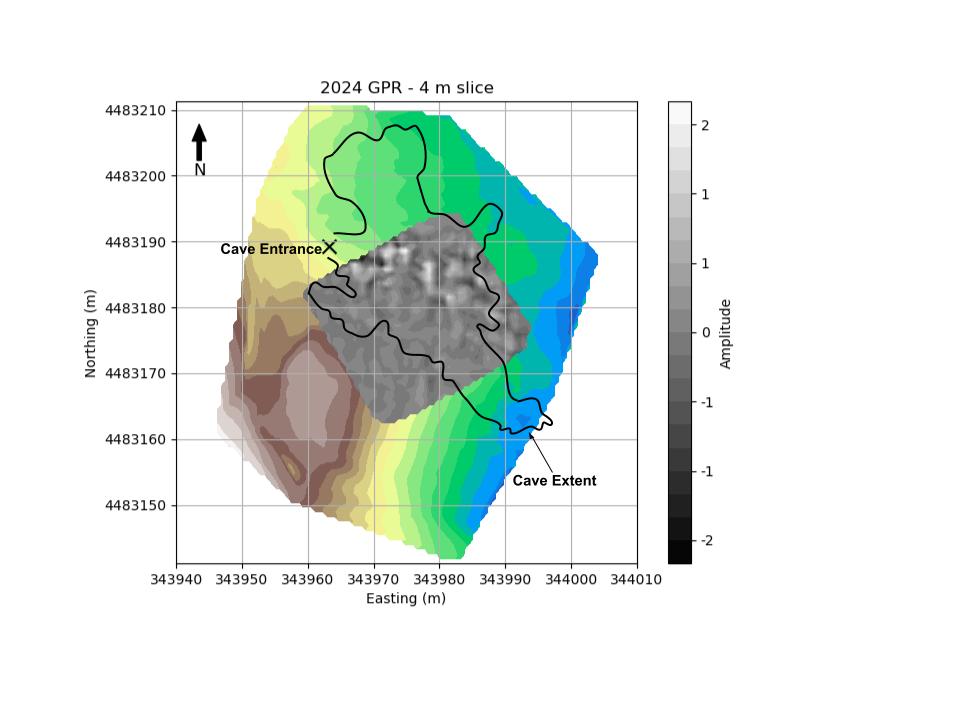 2024 GPR - 4 m slice
4483210
4483200
4483190
4483180
4483170
4483160
4483150
Northing (m)
N
Cave Entrance
Cave Extent
343940 343950 343960 343970 343980 343990 344000 344010
Easting (m)
2
1
1
0
-1
-1
-2
Amplitude